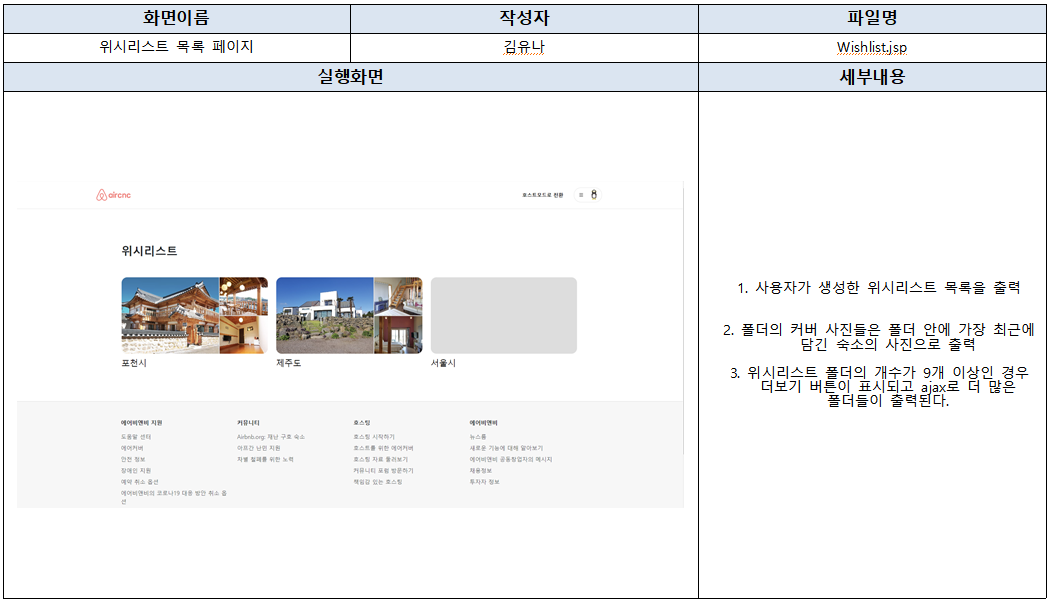 화면이름
작성자
파일명
위시리스트 목록 페이지
김유나
Wishlist.jsp
실행화면
세부내용
aircnc
호스트모드로 전환
위시리스트
포천시
제주도
서울시
에어비앤비 지원
도움말 센터
에어커버
안전 정보
장애인 지원
예약 취소 옵션
에어비앤비의 코로나19 대응 방안 취소 옵
션
커뮤니티
Airbnb.org: 재난 구호 숙소
아프간 난민 지원
차별 철폐를 위한 노력
호스팅
호스팅 시작하기
호스트를 위한 에어커버
호스팅 자료 둘러보기
커뮤니티 포럼 방문하기
책임감 있는 호스팅
에어비앤비
뉴스룸
새로운 기능에 대해 알아보기
에어비앤비 공동창업자의 메시지
채용정보
투자자 정보
1. 사용자가 생성한 위시리스트 목록을 출력
2. 폴더의 커버 사진들은 폴더 안에 가장 최근에
담긴 숙소의 사진으로 출력
3. 위시리스트 폴더의 개수가 9개 이상인 경우
더보기 버튼이 표시되고 ajax로 더 많은
폴더들이 출력된다.